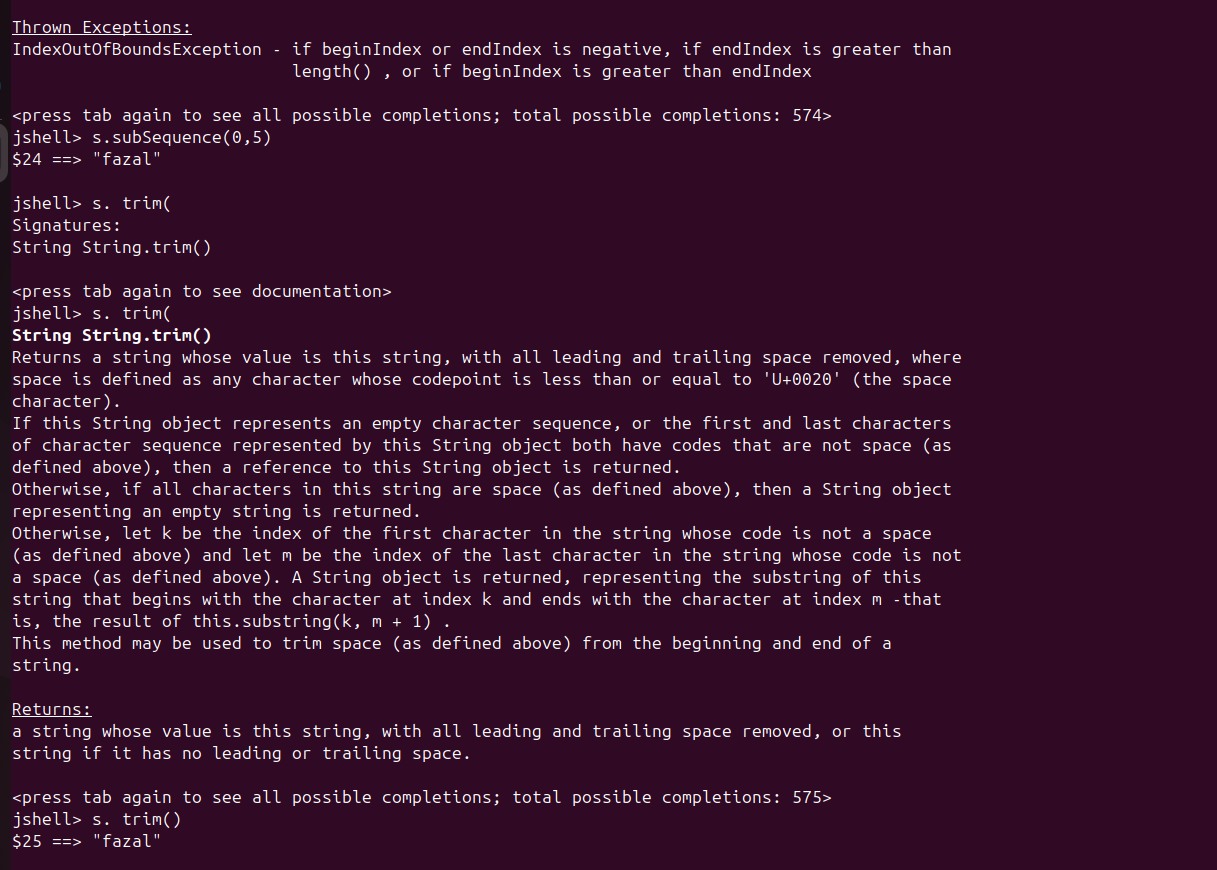 Thrown Exceptions:
IndexOutOfBoundsException - if beginIndex or endIndex is negative, if endIndex is greater than
length() , or if beginIndex is greater than endIndex
<press tab again to see all possible completions; total possible completions: 574>
jshell> s.subSequence(0,5)
$24 ==> "fazal"
jshell> s. trim(
Signatures:
String String.trim()
<press tab again to see documentation>
jshell> s. trim(
String String.trim()
Returns a string whose value is this string, with all leading and trailing space removed, where
space is defined as any character whose codepoint is less than or equal to 'U+0020' (the space
character).
If this String object represents an empty character sequence, or the first and last characters
of character sequence represented by this String object both have codes that are not space (as
defined above), then a reference to this String object is returned.
Otherwise, if all characters in this string are space (as defined above), then a String object
representing an empty string is returned.
Otherwise, let k be the index of the first character in the string whose code is not a space
(as defined above) and let m be the index of the last character in the string whose code is not
a space (as defined above). A String object is returned, representing the substring of this
string that begins with the character at index k and ends with the character at index m -that
is, the result of this.substring(k, m + 1) .
This method may be used to trim space (as defined above) from the beginning and end of a
string.
Returns:
a string whose value is this string, with all leading and trailing space removed, or this
string if it has no leading or trailing space.
<press tab again to see all possible completions; total possible completions: 575>
jshell> s. trim()
$25 ==> "fazal"